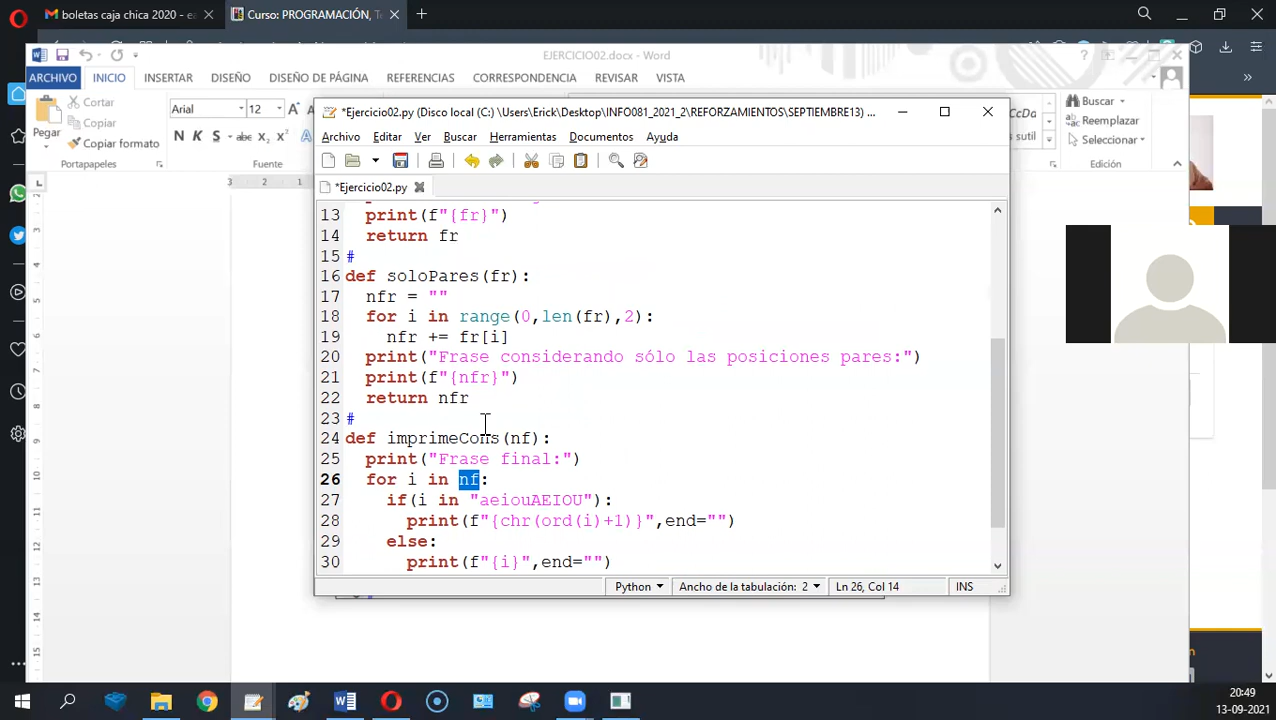 boletas caja chica 2020 - ea
Curso: PROGRAMACIÓN, T
EJERCICIO02.docx - Word
ARCHIVO INICIO INSERTAR DISEÑO DISEÑO DE PÁGINA REFERENCIAS CORRESPONDENCIA REVISAR VISTA
Cortar
Copiar
Copiar formato
Pegar
Portapapeles
Arial 12
N K S
Fuente
Buscar
Reemplazar
Seleccionar
Edición
*Ejercicio02.py (Disco local (C:) \Users\Erick\Desktop\INFO081_2021_2\REFORZAMIENTOS\SEPTIEMBRE13) ...
Archivo Ver Buscar Herramientas Documentos Ayuda
*Ejercicio02.py
13 print(f"{fr}")
14 return fr
15 #
16 def soloPares(fr):
17 nfr = ""
18 for i in range(0,len(fr),2):
19 nfr += fr[i]
20 print("Frase considerando sólo las posiciones pares:")
21 print(f"{nfr}")
22 return nfr
23 #
24 def imprimeCons(nf):
25 print("Frase final:")
26 for i in nf:
27 if(i in "aeiouAEIOU"):
28 print(f"{chr(ord(i)+1)}",end="")
29 else:
30 print(f"{i}",end="")
Python Ancho de la tabulación: 2 Ln 26, Col 14 INS
20:49
13-09-2021